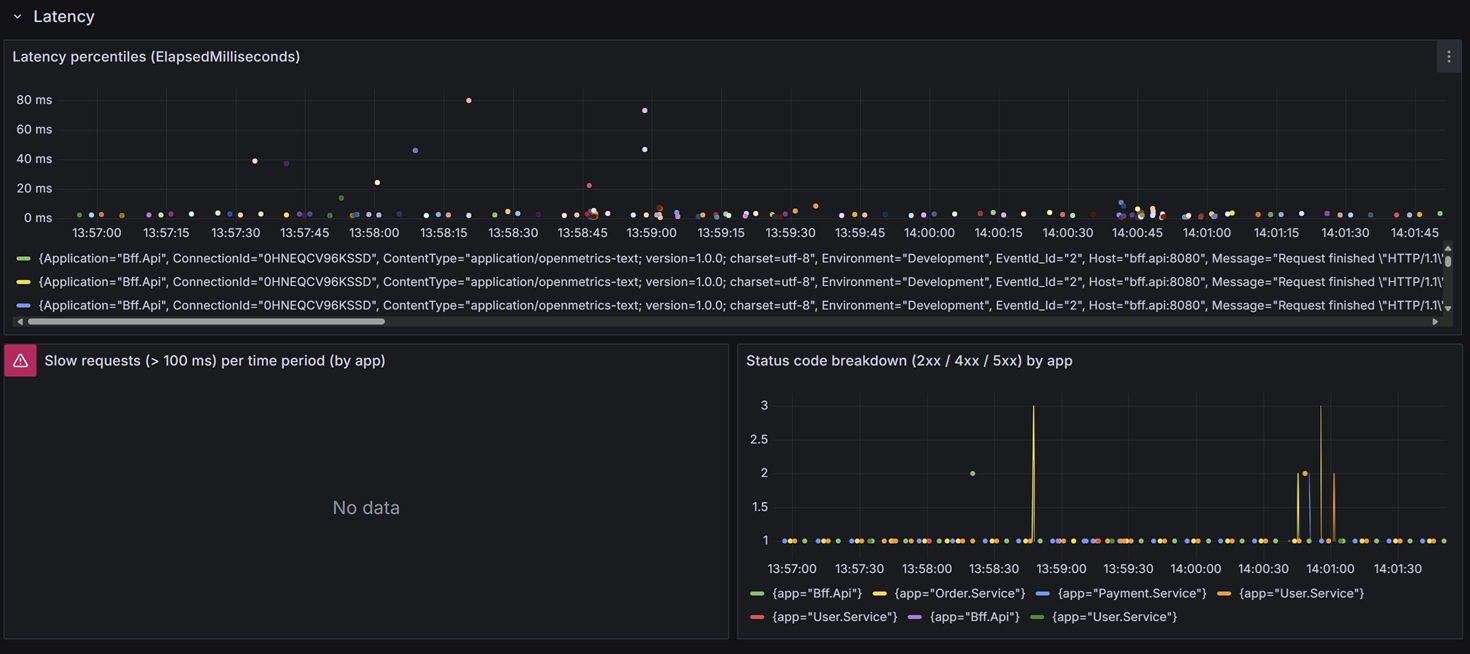 Latency
Latency percentiles (ElapsedMilliseconds)
80 ms
60 ms
40 ms
20 ms
0 ms
13:57:00 13:57:15 13:57:30 13:57:45 13:58:00 13:58:15 13:58:30 13:58:45 13:59:00 13:59:15 13:59:30 13:59:45 14:00:00 14:00:15 14:00:30 14:00:45 14:01:00 14:01:15 14:01:30 14:01:45
{Application="Bff.Api", ConnectionId="0HNEQCV96KSSD", ContentType="application/openmetrics-text; version=1.0.0; charset=utf-8", Environment="Development", EventId_Id="2", Host="bff.api:8080", Message="Request finished \"HTTP/1.1\"
{Application="Bff.Api", ConnectionId="0HNEQCV96KSSD", ContentType="application/openmetrics-text; version=1.0.0; charset=utf-8", Environment="Development", EventId_Id="2", Host="bff.api:8080", Message="Request finished \"HTTP/1.1\"
{Application="Bff.Api", ConnectionId="0HNEQCV96KSSD", ContentType="application/openmetrics-text; version=1.0.0; charset=utf-8", Environment="Development", EventId_Id="2", Host="bff.api:8080", Message="Request finished \"HTTP/1.1\"
Slow requests (> 100 ms) per time period (by app)
No data
Status code breakdown (2xx / 4xx / 5xx) by app
3
2.5
2
1.5
1
13:57:00 13:57:30 13:58:00 13:58:30 13:59:00 13:59:30 14:00:00 14:00:30 14:01:00 14:01:30
{app="Bff.Api"} {app="Order.Service"} {app="Payment.Service"} {app="User.Service"}
{app="User.Service"} {app="Bff.Api"} {app="User.Service"}